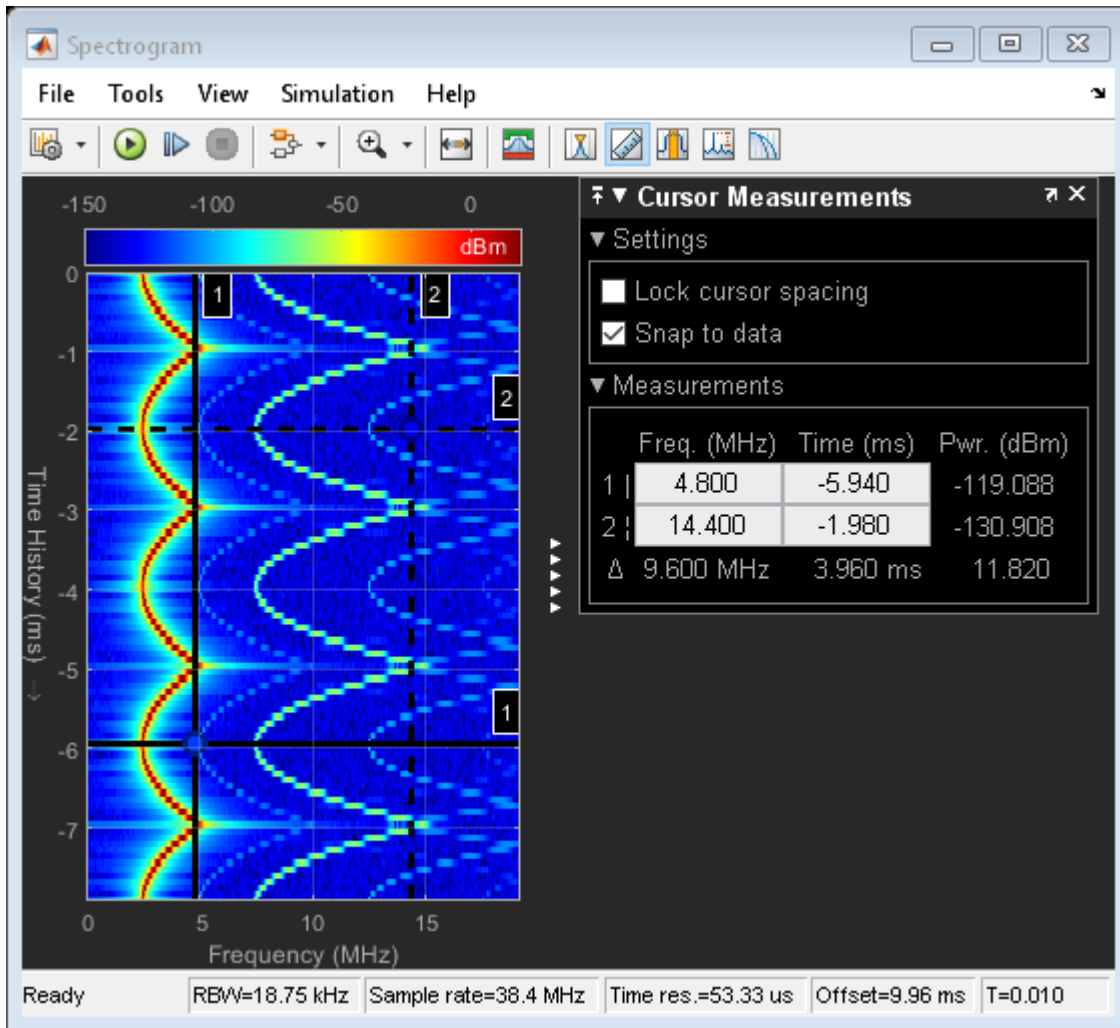 Spectrogram
File Tools View Simulation Help
-150 -100 -50 0
dBm
0
-1
-2
-3
-4
-5
-6
-7
Time History (ms) →
1
2
2
1
0 5 10 15
Frequency (MHz)
Cursor Measurements
Settings
Lock cursor spacing
Snap to data
Measurements
Freq. (MHz) Time (ms) Pwr. (dBm)
1 | 4.800 -5.940 -119.088
2 ¦ 14.400 -1.980 -130.908
Δ 9.600 MHz 3.960 ms 11.820
Ready RBW=18.75 kHz Sample rate=38.4 MHz Time res.=53.33 us Offset=9.96 ms T=0.010